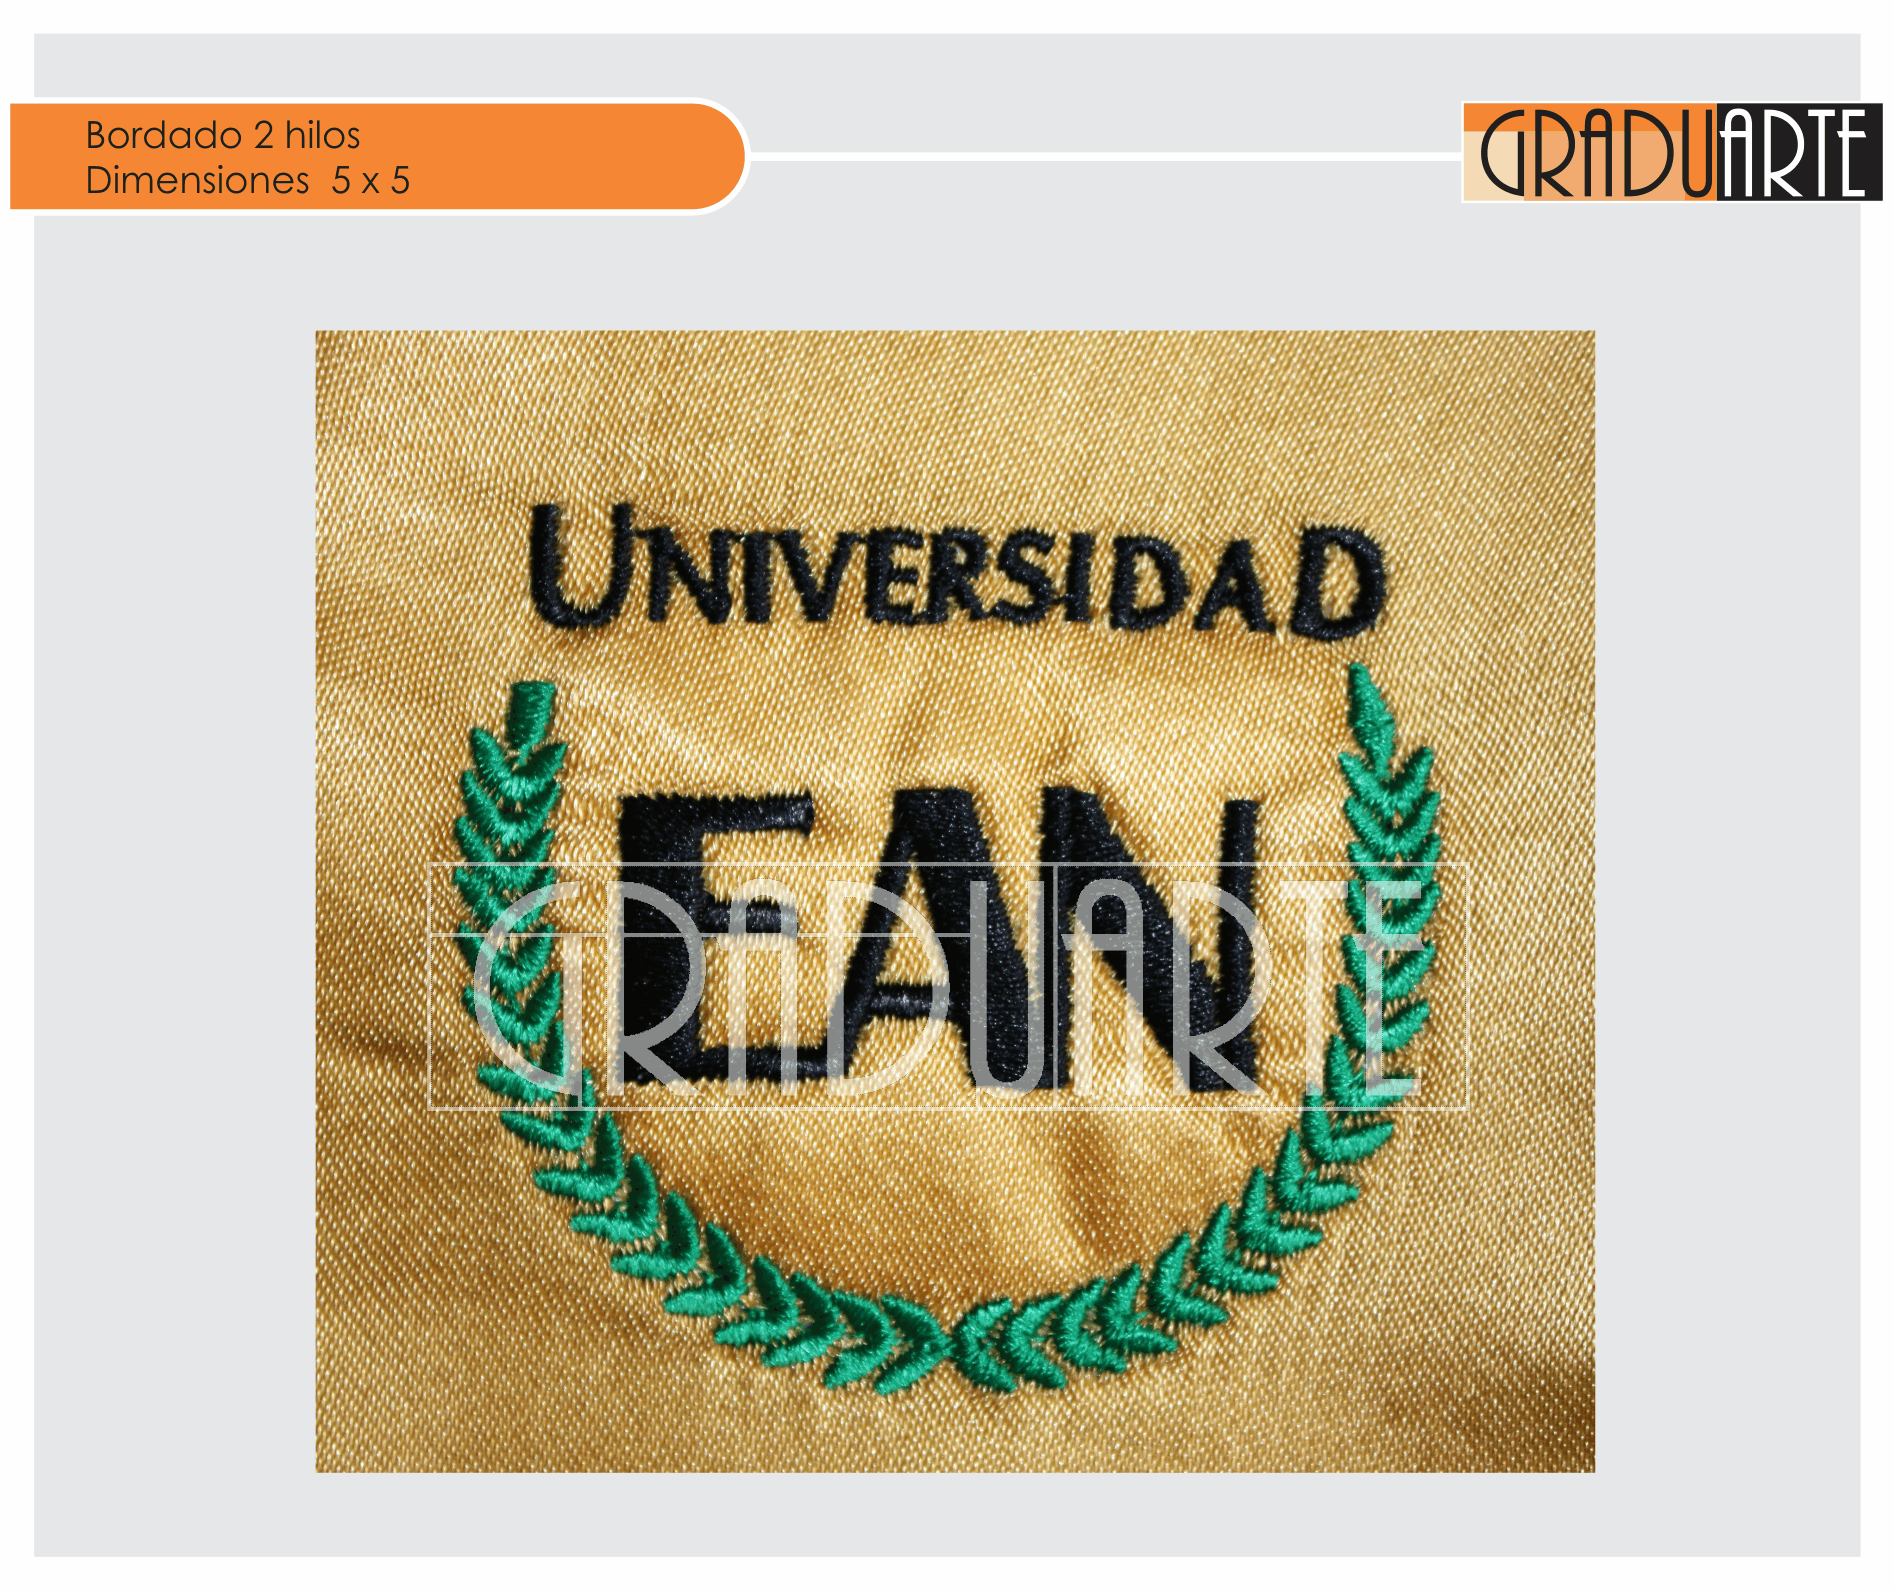 Bordado 2 hilos
Dimensiones 5 x 5
GRADUARTE
UNIVERSIDAD
EAN
GRADUARTE